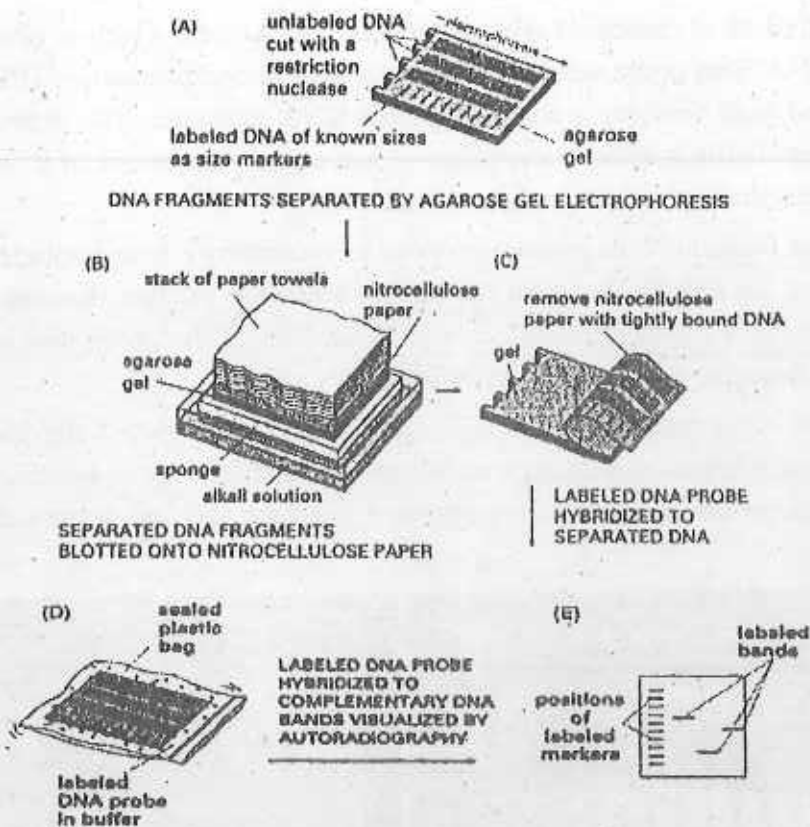 (A)
unlabeled DNA
cut with a
restriction
nuclease
electrophoresis
labeled DNA of known sizes
as size markers
agarose
gel
DNA FRAGMENTS SEPARATED BY AGAROSE GEL ELECTROPHORESIS
(B)
stack of paper towels
nitrocellulose
paper
agarose
gel
sponge
alkali solution
SEPARATED DNA FRAGMENTS
BLOTTED ONTO NITROCELLULOSE PAPER
(C)
remove nitrocellulose
paper with tightly bound DNA
gel
LABELED DNA PROBE
HYBRIDIZED TO
SEPARATED DNA
(D)
sealed
plastic
bag
labeled
DNA probe
in buffer
LABELED DNA PROBE
HYBRIDIZED TO
COMPLEMENTARY DNA
BANDS VISUALIZED BY
AUTORADIOGRAPHY
(E)
labeled
bands
positions
of
labeled
markers